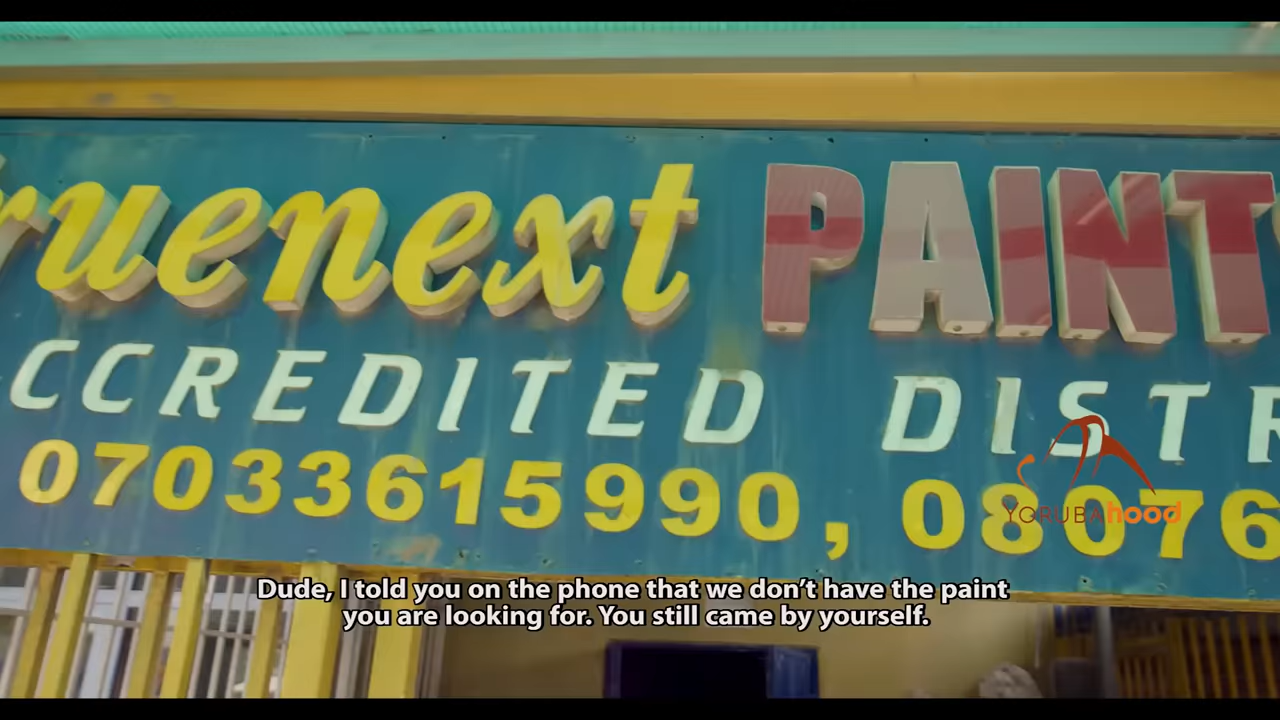 ruenext PAINT
CCREDITED DISTR
07033615990, 08076
YORUBAhood
Dude, I told you on the phone that we don't have the paint
you are looking for. You still came by yourself.